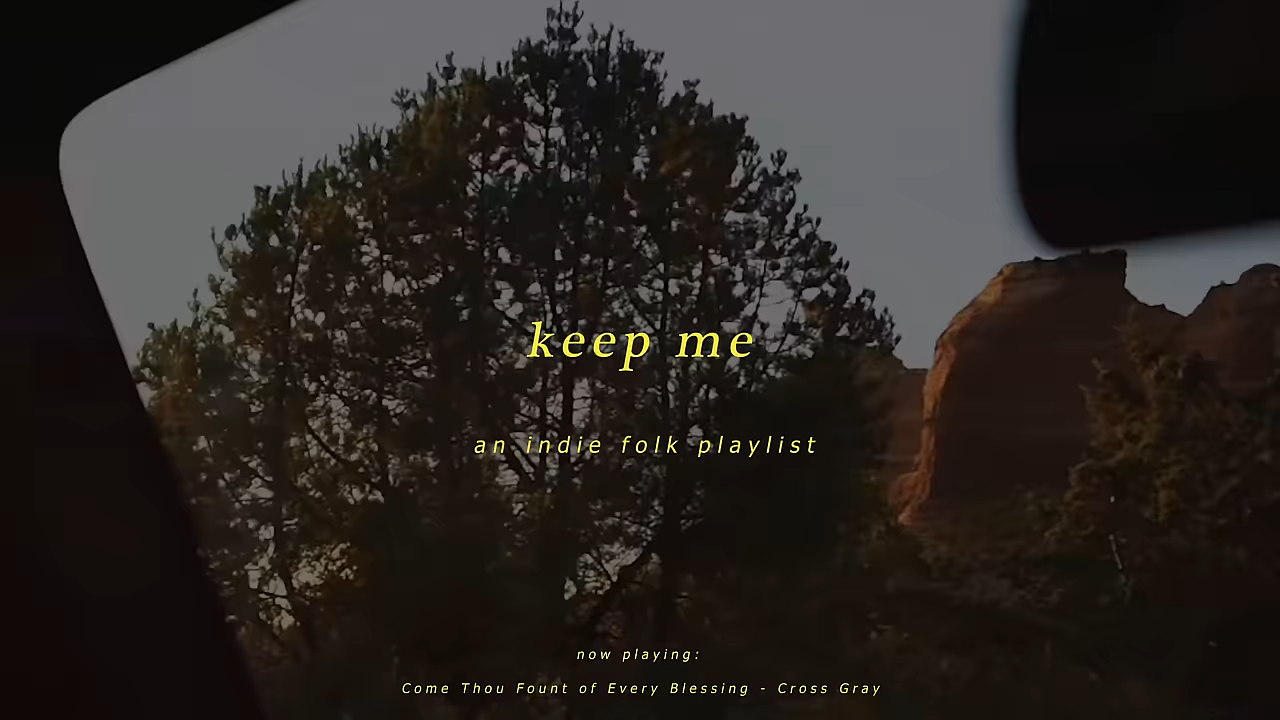 keep me
an indie folk playlist
now playing:
Come Thou Fount of Every Blessing - Cross Gray